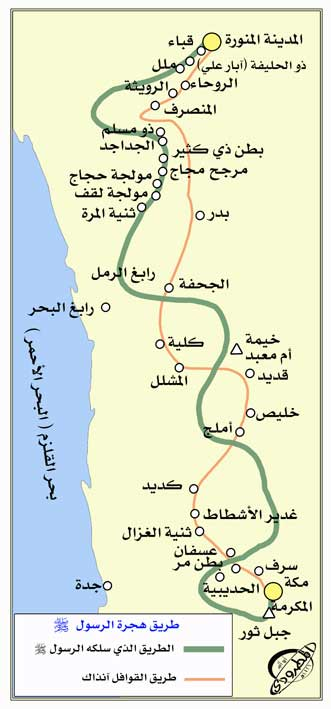 المدينة المنورة
قباء
ذو الحليفة (آبار علي)
ملل
الروحاء
الرويثة
المنصرف
ذو مسلم
الجداجد
بطن ذي كثير
مرجح مجاج
مولجة حجاج
مولجة لقف
ثنية المرة
بدر
رابغ الرمل
الجحفة
رابغ البحر
كلية
خيمة
أم معبد
المشلل
قديد
خليص
أملج
بحر القلزم ( البحر الأحمر )
كديد
غدير الأشطاط
ثنية الغزال
عسفان
بطن مر
سرف
جدة
الحديبية
مكة
المكرمة
جبل ثور
طريق هجرة الرسول ﷺ
الطريق الذي سلكه الرسول ﷺ
طريق القوافل آنذاك